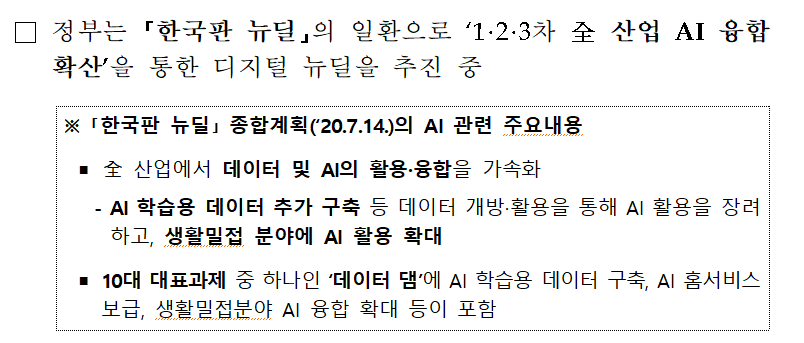 □ 정부는 「한국판 뉴딜」의 일환으로 ‘1·2·3차 全 산업 AI 융합
확산’을 통한 디지털 뉴딜을 추진 중
※ 「한국판 뉴딜」 종합계획(’20.7.14.)의 AI 관련 주요내용
▪ 全 산업에서 데이터 및 AI의 활용·융합을 가속화
- AI 학습용 데이터 추가 구축 등 데이터 개방·활용을 통해 AI 활용을 장려
하고, 생활밀접 분야에 AI 활용 확대
▪ 10대 대표과제 중 하나인 ‘데이터 댐’에 AI 학습용 데이터 구축, AI 홈서비스
보급, 생활밀접분야 AI 융합 확대 등이 포함